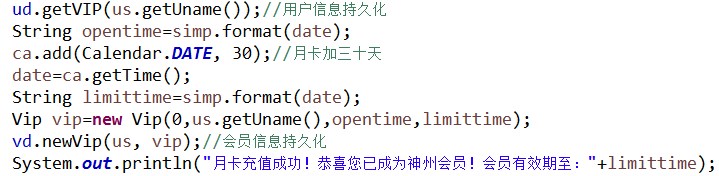 ud.getVIP(us.getUname());//用户信息持久化
String opentime=simp.format(date);
ca.add(Calendar.DATE, 30);//月卡加三十天
date=ca.getTime();
String limittime=simp.format(date);
Vip vip=new Vip(0,us.getUname(),opentime,limittime);
vd.newVip(us, vip);//会员信息持久化
System.out.println("月卡充值成功！恭喜您已成为神州会员！会员有效期至："+limittime);